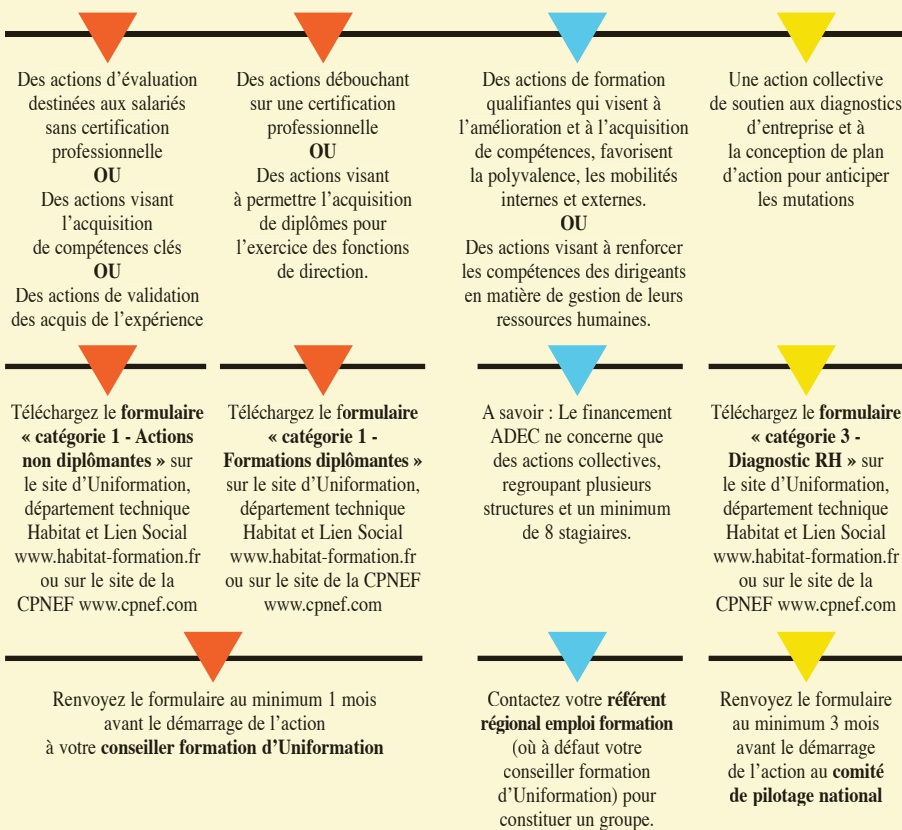 Des actions d'évaluation
destinées aux salariés
sans certification
professionnelle
OU
Des actions visant
l'acquisition
de compétences clés
OU
Des actions de validation
des acquis de l'expérience
Des actions débouchant
sur une certification
professionnelle
OU
Des actions visant
à permettre l'acquisition
de diplômes pour
l'exercice des fonctions
de direction.
Des actions de formation
qualifiantes qui visent à
l'amélioration et à l'acquisition
de compétences, favorisent
la polyvalence, les mobilités
internes et externes.
OU
Des actions visant à renforcer
les compétences des dirigeants
en matière de gestion de leurs
ressources humaines.
Une action collective
de soutien aux diagnostics
d'entreprise et à
la conception de plan
d'action pour anticiper
les mutations
Téléchargez le formulaire
« catégorie 1 - Actions
non diplômantes » sur
le site d'Uniformation,
département technique
Habitat et Lien Social
www.habitat-formation.fr
ou sur le site de la
CPNEF www.cpnef.com
Téléchargez le formulaire
« catégorie 1 -
Formations diplômantes »
sur le site d'Uniformation,
département technique
Habitat et Lien Social
www.habitat-formation.fr
ou sur le site de la CPNEF
www.cpnef.com
A savoir : Le financement
ADEC ne concerne que
des actions collectives,
regroupant plusieurs
structures et un minimum
de 8 stagiaires.
Téléchargez le formulaire
« catégorie 3 -
Diagnostic RH » sur
le site d'Uniformation,
département technique
Habitat et Lien Social
www.habitat-formation.fr
ou sur le site de la
CPNEF www.cpnef.com
Renvoyez le formulaire au minimum 1 mois
avant le démarrage de l'action
à votre conseiller formation d'Uniformation
Contactez votre référent
régional emploi formation
(où à défaut votre
conseiller formation
d'Uniformation) pour
constituer un groupe.
Renvoyez le formulaire
au minimum 3 mois
avant le démarrage
de l'action au comité
de pilotage national